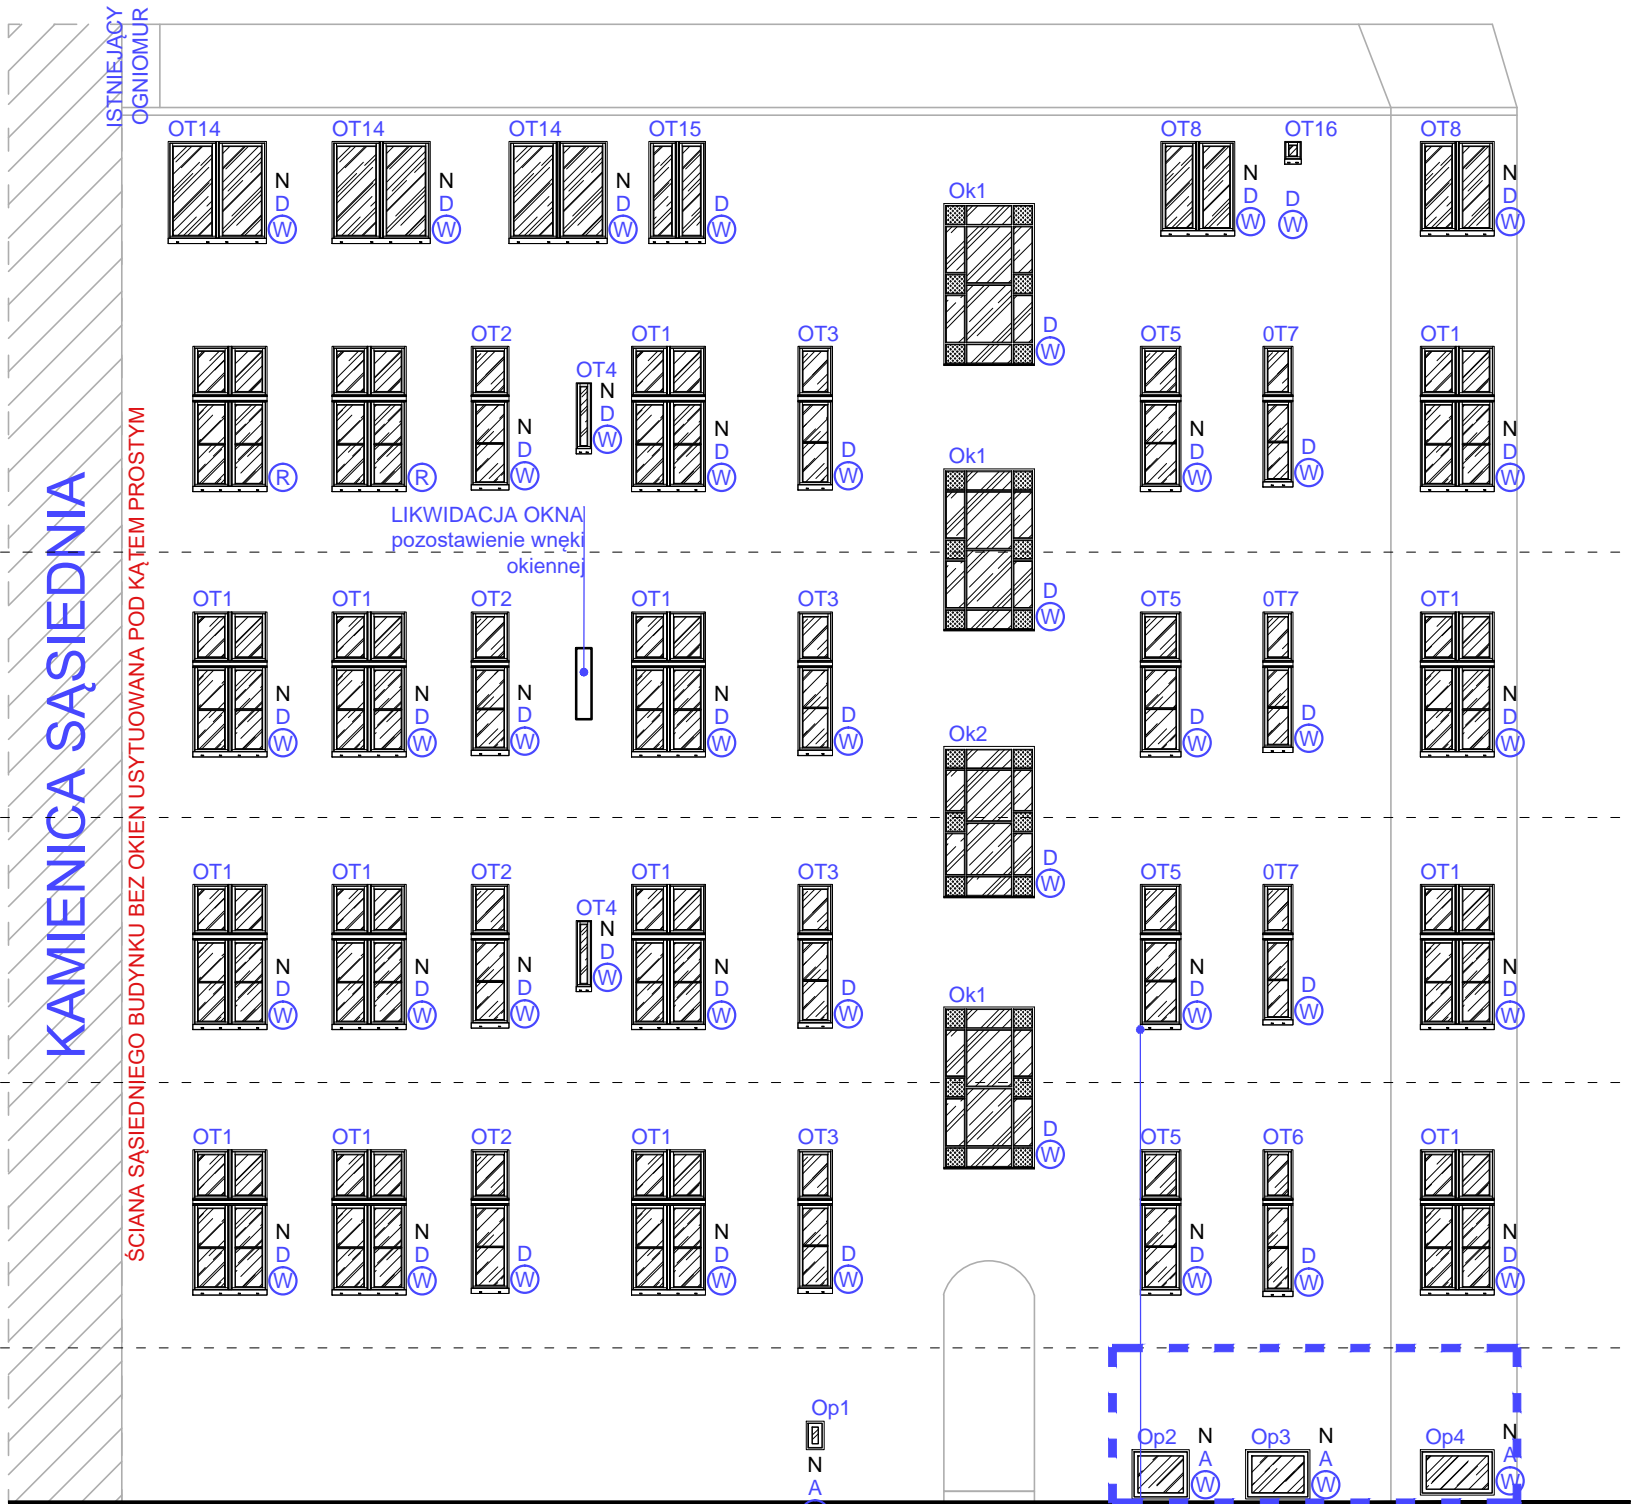 ISTNIEJĄCY
OGNIOMUR
OT14 OT14 OT14 OT15 OT8 OT16 OT8
N N N N N
D D D D D D D
W W W W W W W
Ok1
D
W
OT2 OT4 OT1 OT3 OT5 0T7 OT1
N N N N N
D D D D D D D
R R W W W W W W W
LIKWIDACJA OKNA
pozostawienie wnęki
okiennej
Ok1
D
W
OT1 OT1 OT2 OT1 OT3 OT5 0T7 OT1
N N N N N
D D D D D D D D
W W W W W W W W
Ok2
D
W
OT1 OT1 OT2 OT4 OT1 OT3 OT5 0T7 OT1
N N N N N N N
D D D D D D D D D
W W W W W W W W W
Ok1
D
W
OT1 OT1 OT2 OT1 OT3 OT5 OT6 OT1
N N N N N
D D D D D D D D
W W W W W W W W
Op1
N
A
Op2 Op3 Op4
N N N
A A A
W W W
KAMIENICA SĄSIEDNIA
ŚCIANA SĄSIEDNIEGO BUDYNKU BEZ OKIEN USYTUOWANA POD KĄTEM PROSTYM